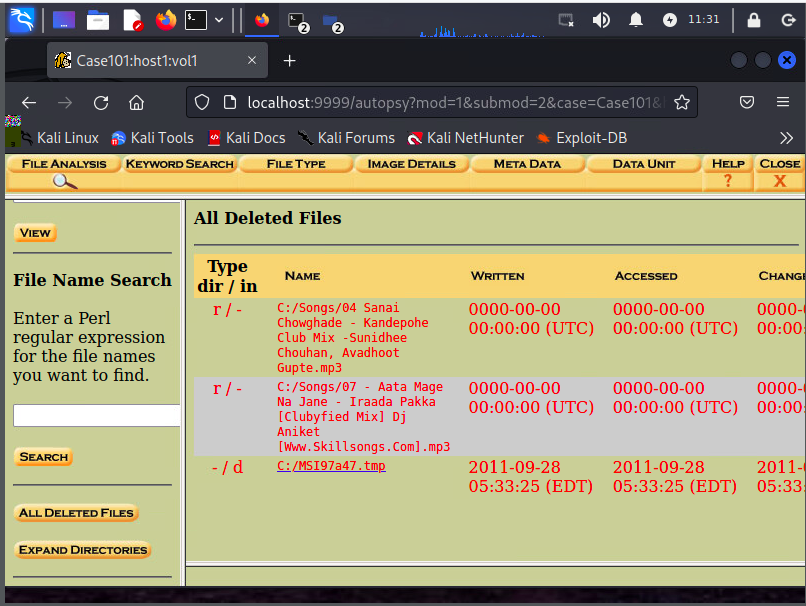 2
2
11:31
Case101:host1:vol1
localhost:9999/autopsy?mod=1&submod=2&case=Case101&
Kali Linux Kali Tools Kali Docs Kali Forums Kali NetHunter Exploit-DB
FILE ANALYSIS KEYWORD SEARCH FILE TYPE IMAGE DETAILS META DATA DATA UNIT HELP CLOSE
? X
VIEW
File Name Search
Enter a Perl
regular expression
for the file names
you want to find.
SEARCH
ALL DELETED FILES
EXPAND DIRECTORIES
All Deleted Files
Type
dir / in
NAME WRITTEN ACCESSED CHANGE
r / - C:/Songs/04 Sanai
Chowghade - Kandepohe
Club Mix -Sunidhee
Chouhan, Avadhoot
Gupte.mp3
0000-00-00 0000-00-00 0000-
00:00:00 (UTC) 00:00:00 (UTC) 00:00
r / - C:/Songs/07 - Aata Mage
Na Jane - Iraada Pakka
[Clubyfied Mix] Dj
Aniket
[Www.Skillsongs.Com].mp3
0000-00-00 0000-00-00 0000-
00:00:00 (UTC) 00:00:00 (UTC) 00:00
- / d C:/MSI97a47.tmp
2011-09-28 2011-09-28 2011-
05:33:25 (EDT) 05:33:25 (EDT) 05:33